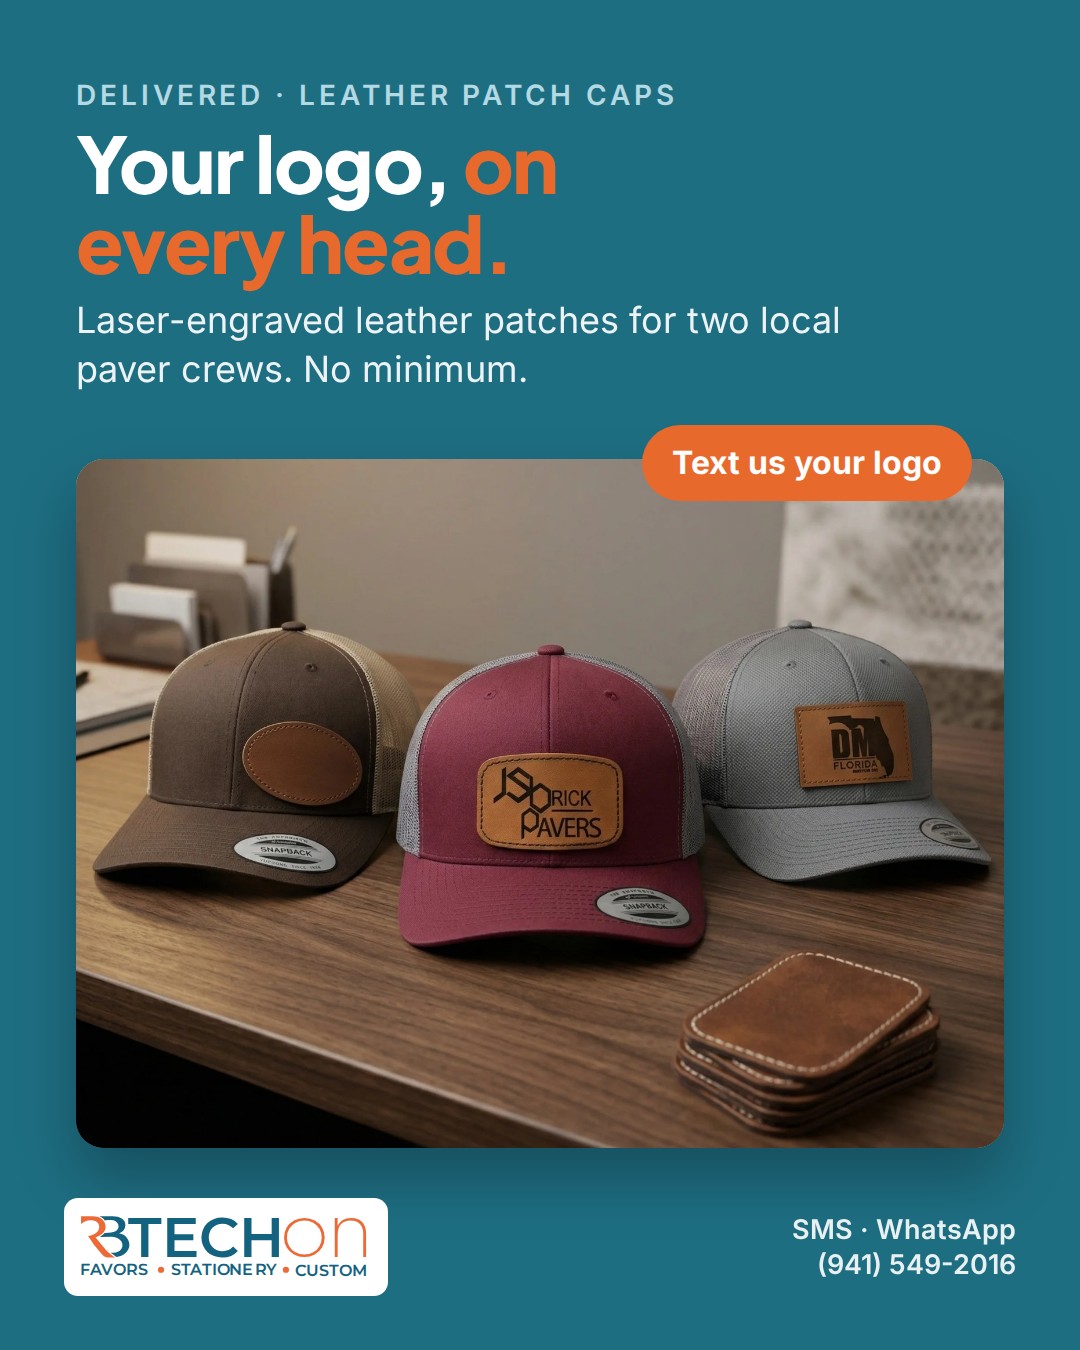 DELIVERED · LEATHER PATCH CAPS
Your logo, on
every head.
Laser-engraved leather patches for two local
paver crews. No minimum.
Text us your logo
SNAPBACK
JSBRICK
PAVERS
SNAPBACK
DM
FLORIDA
RBTECHon
FAVORS • STATIONERY • CUSTOM
SMS · WhatsApp
(941) 549-2016